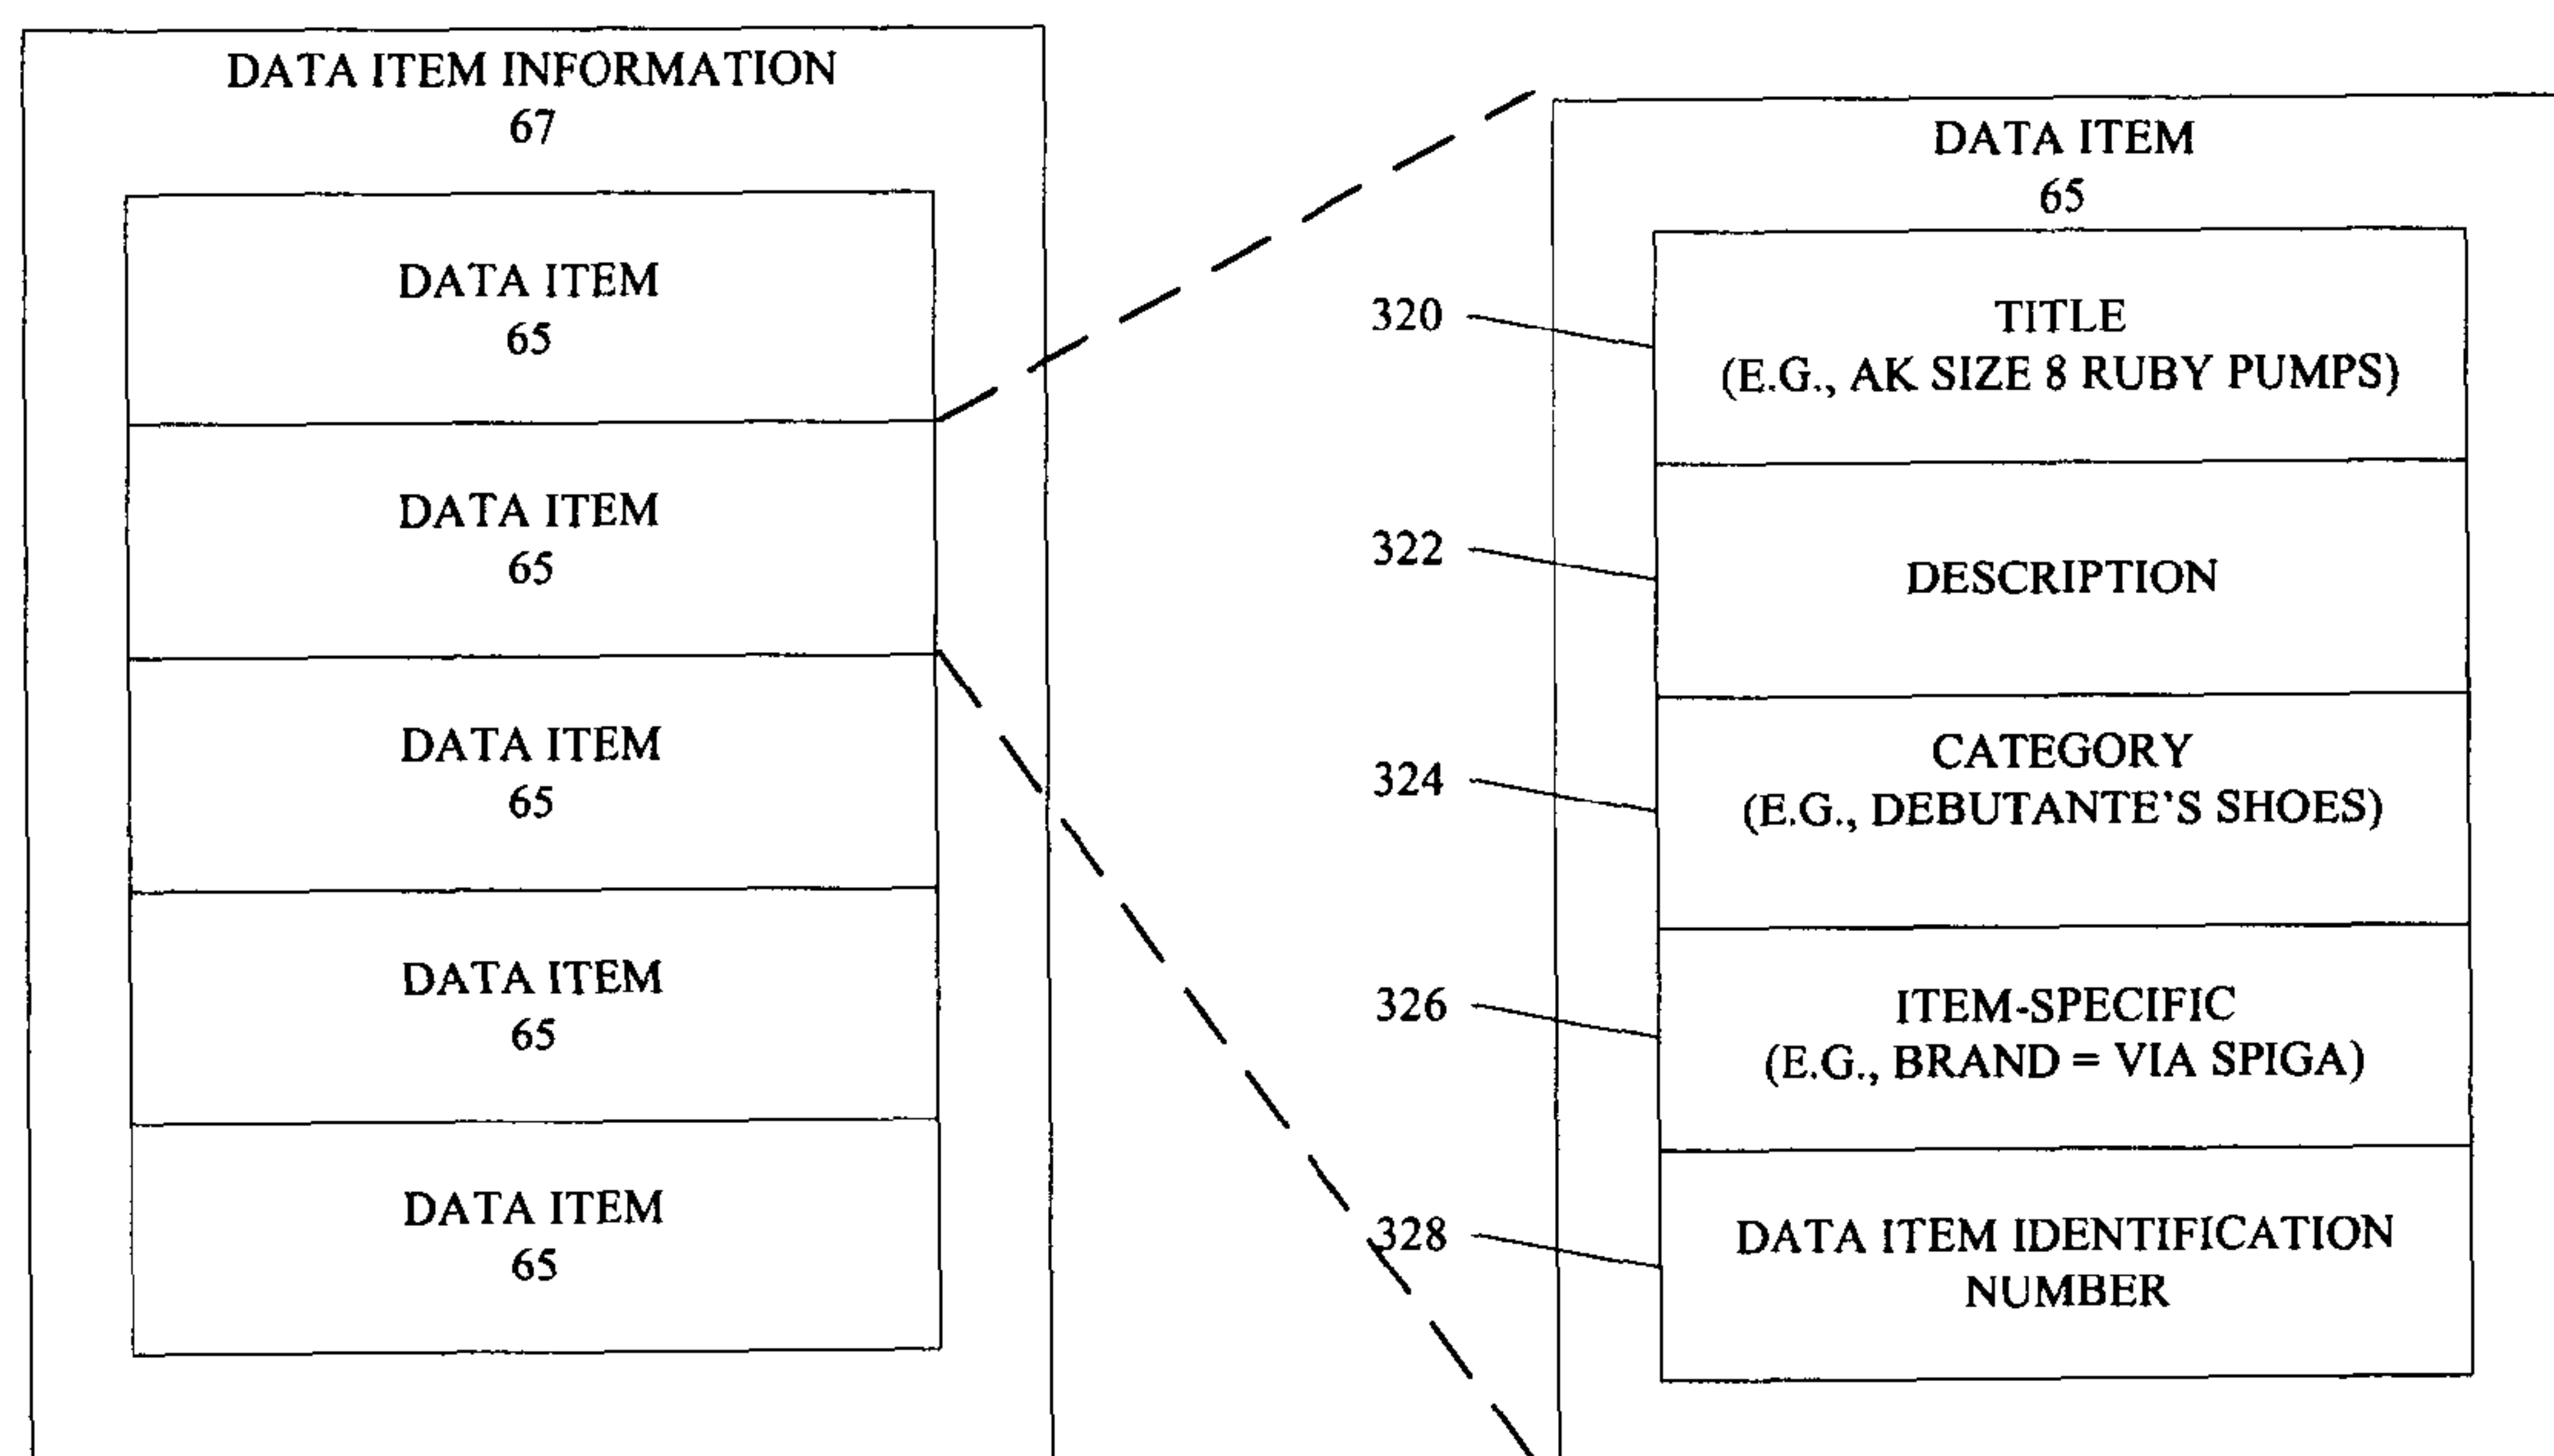 DATA ITEM INFORMATION
67
DATA ITEM
65
DATA ITEM
65
DATA ITEM
65
DATA ITEM
65
DATA ITEM
65
DATA ITEM
65
320
TITLE
(E.G., AK SIZE 8 RUBY PUMPS)
322
DESCRIPTION
324
CATEGORY
(E.G., DEBUTANTE'S SHOES)
326
ITEM-SPECIFIC
(E.G., BRAND = VIA SPIGA)
328
DATA ITEM IDENTIFICATION
NUMBER